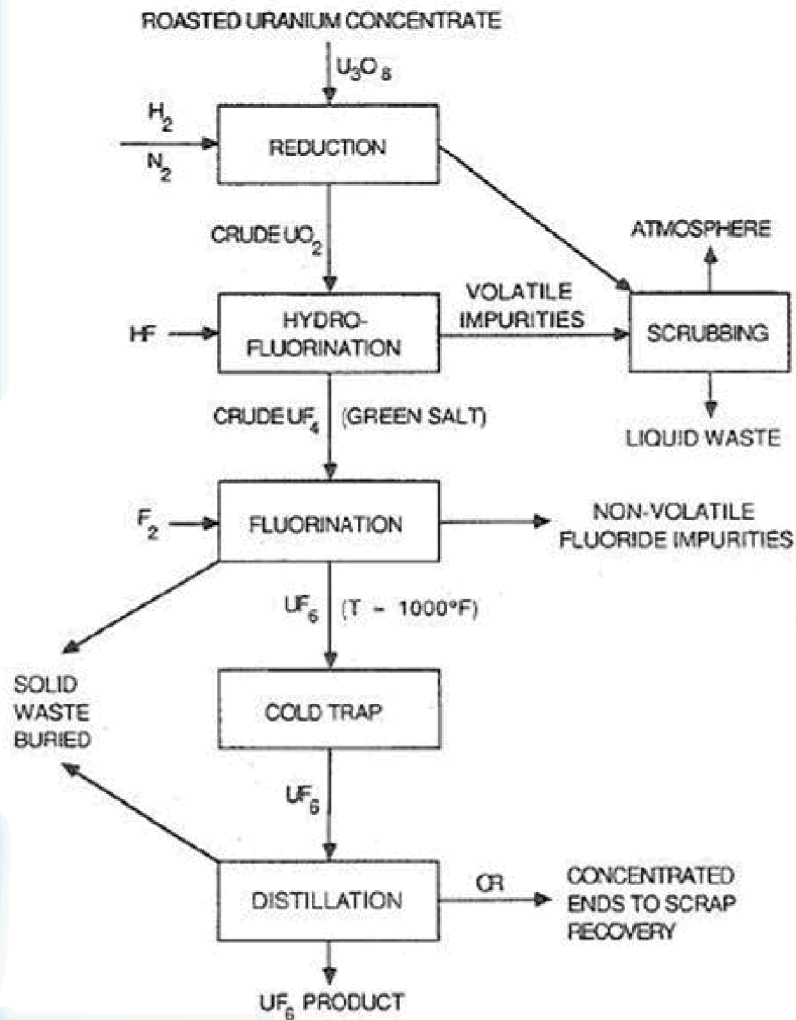 ROASTED URANIUM CONCENTRATE
U₃O₈
H₂
N₂
REDUCTION
CRUDE UO₂
ATMOSPHERE
VOLATILE
IMPURITIES
HF
HYDRO-
FLUORINATION
SCRUBBING
CRUDE UF₄ (GREEN SALT)
LIQUID WASTE
F₂
FLUORINATION
NON-VOLATILE
FLUORIDE IMPURITIES
UF₆ (T - 1000°F)
SOLID
WASTE
BURIED
COLD TRAP
UF₆
DISTILLATION
OR
CONCENTRATED
ENDS TO SCRAP
RECOVERY
UF₆ PRODUCT